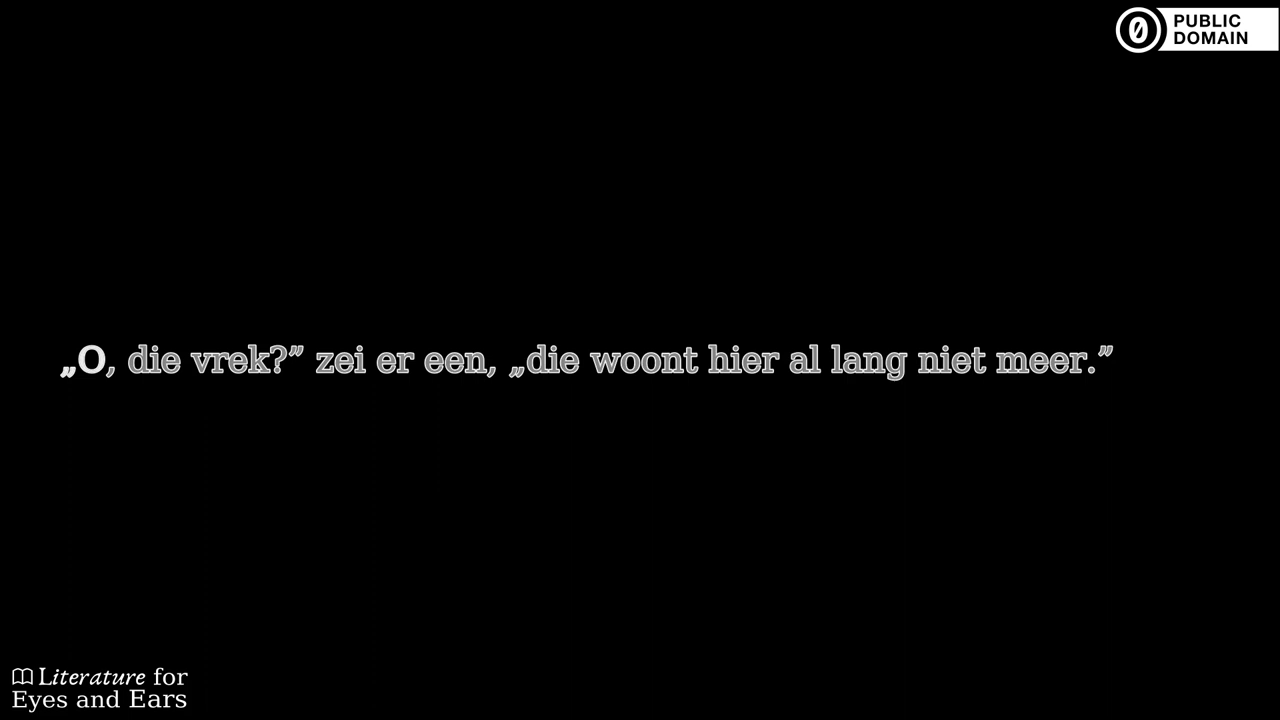 PUBLIC
DOMAIN
„O, die vrek?” zei er een, „die woont hier al lang niet meer.”
Literature for
Eyes and Ears